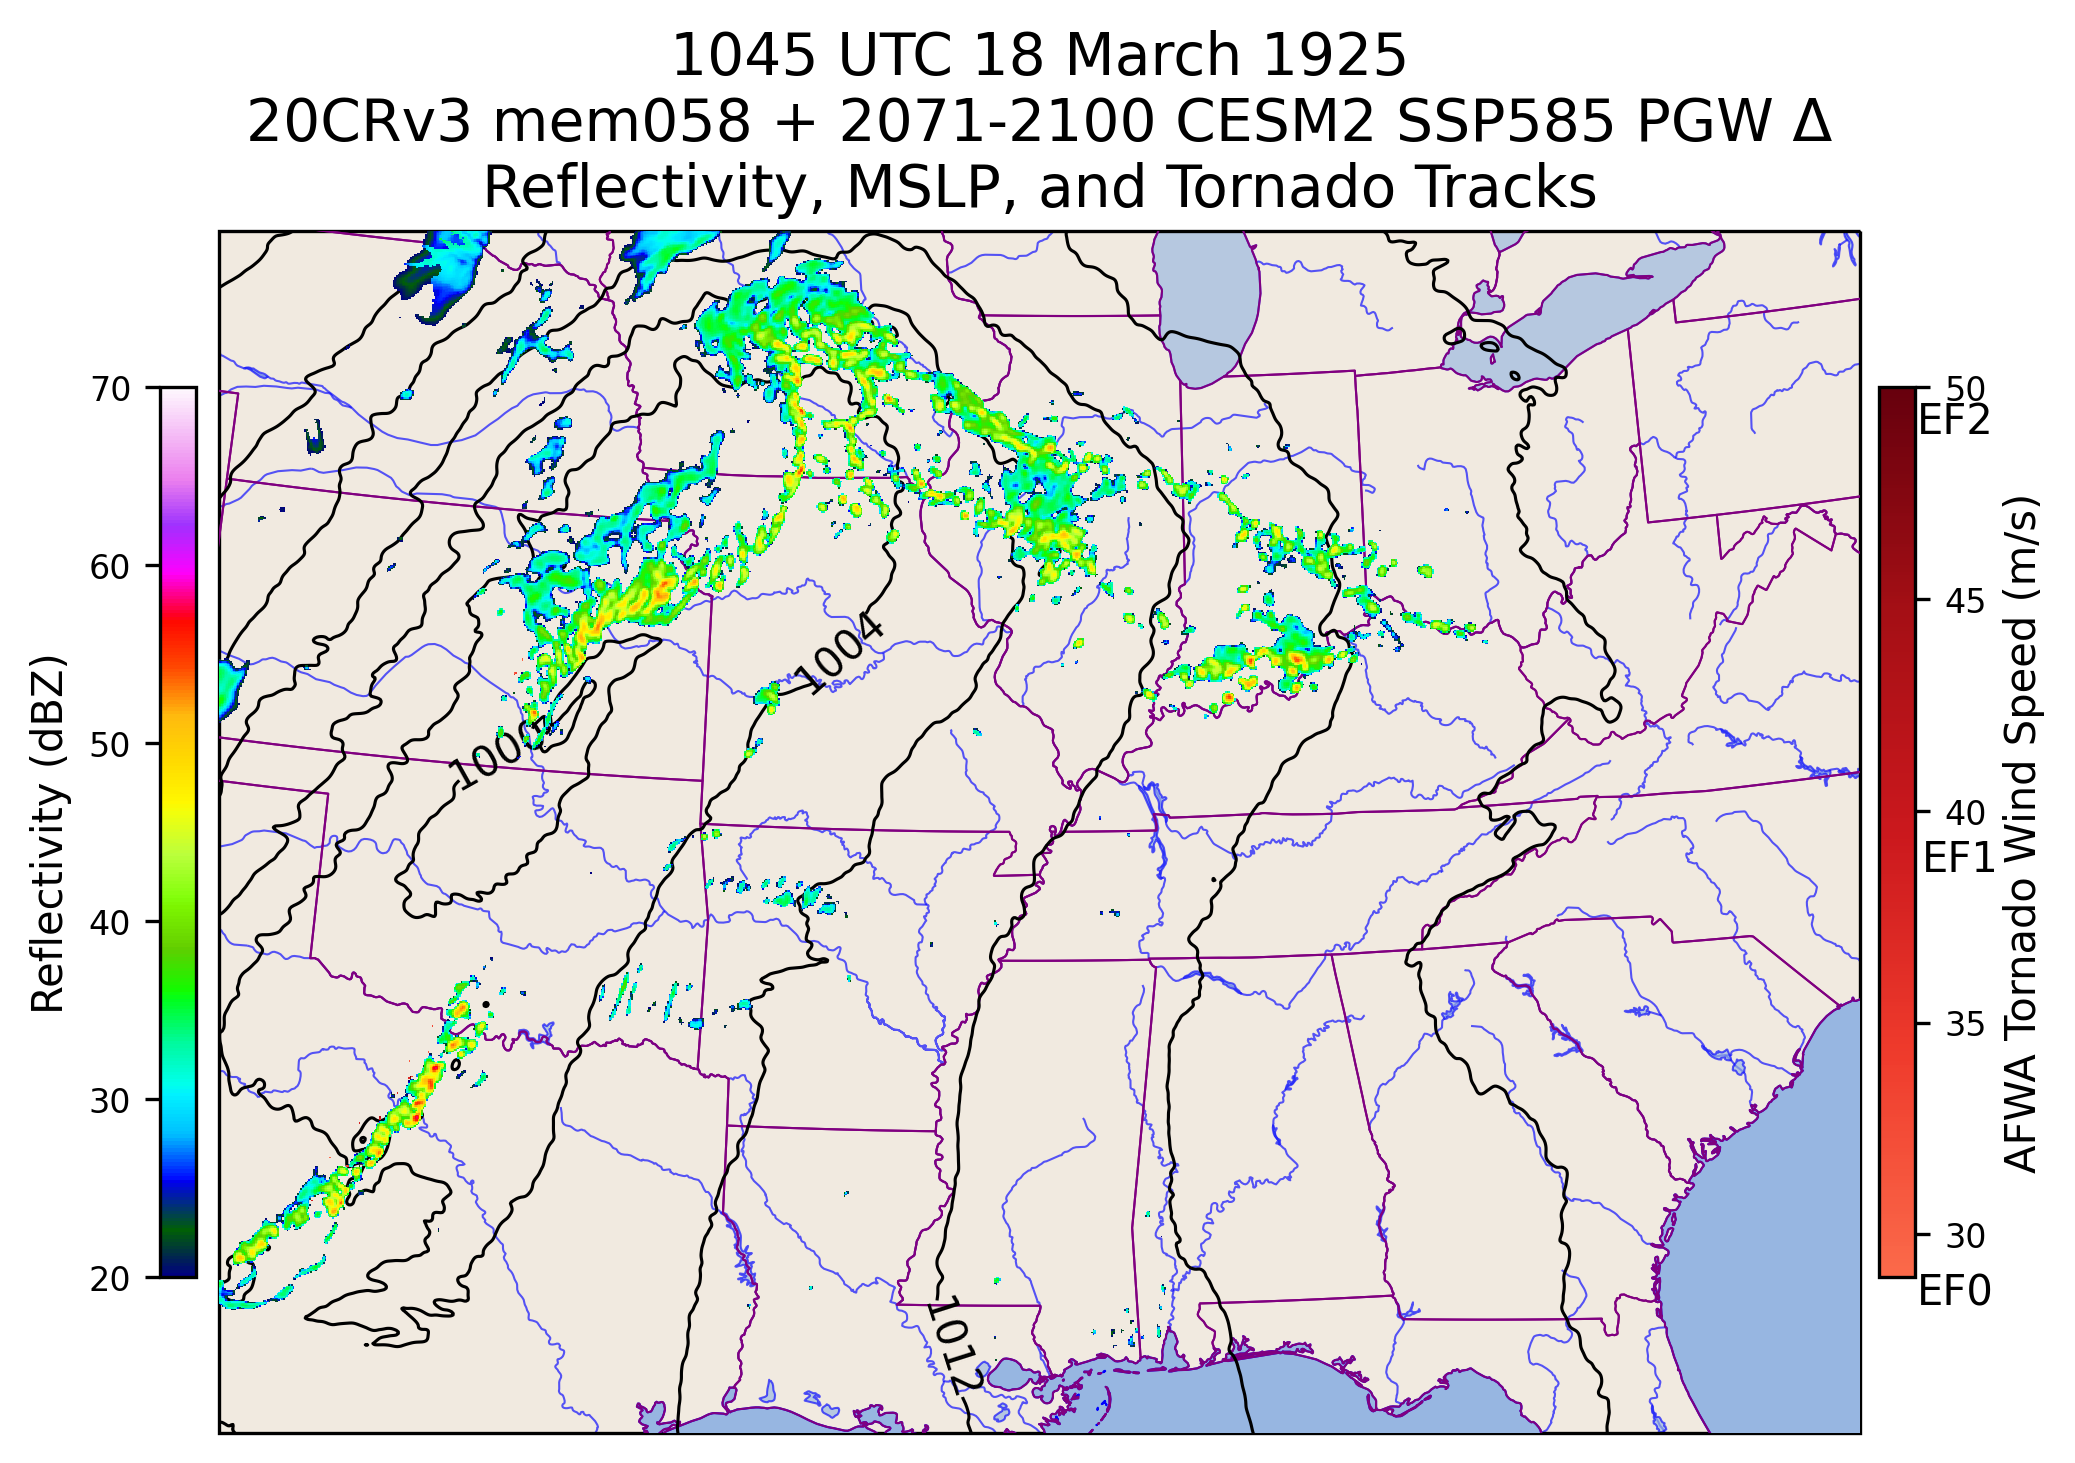 1045 UTC 18 March 1925
20CRv3 mem058 + 2071-2100 CESM2 SSP585 PGW Δ
Reflectivity, MSLP, and Tornado Tracks
70
60
50
40
30
20
Reflectivity (dBZ)
1004
1012
50
EF2
45
40
EF1
35
30
EF0
AFWA Tornado Wind Speed (m/s)